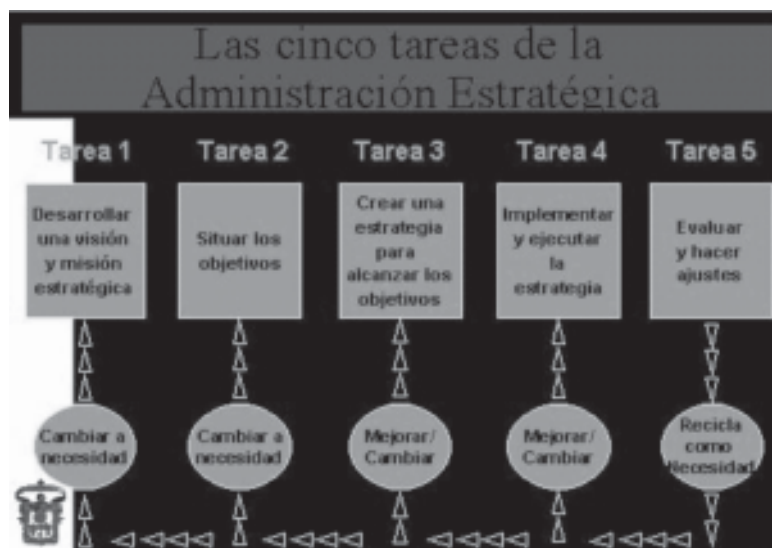 Las cinco tareas de la
Administración Estratégica
Tarea 1
Tarea 2
Tarea 3
Tarea 4
Tarea 5
Desarrollar
una visión
y misión
estratégica
Situar los
objetivos
Crear una
estrategia
para
alcanzar los
objetivos
Implementar
y ejecutar
la
estrategia
Evaluar
y hacer
ajustes
Cambiar a
necesidad
Cambiar a
necesidad
Mejorar/
Cambiar
Mejorar/
Cambiar
Recicla
como
Necesidad